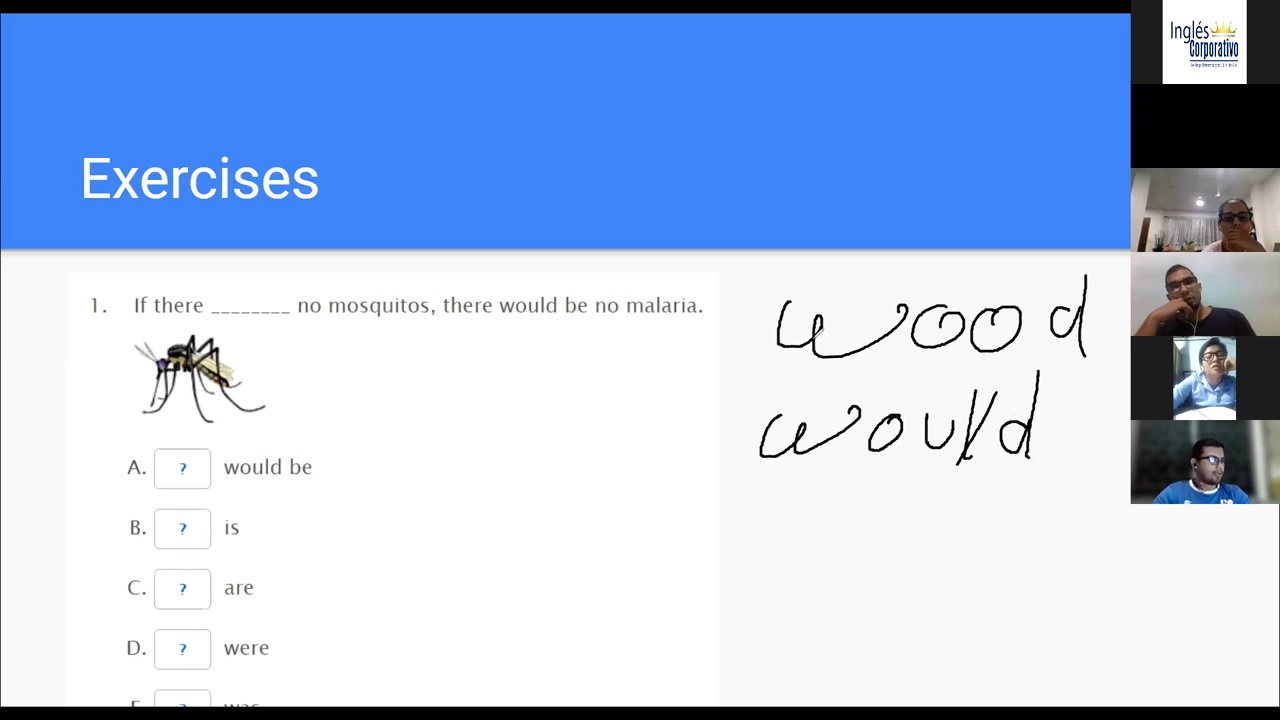 Exercises
1. If there ________ no mosquitos, there would be no malaria.
A. ? would be
B. ? is
C. ? are
D. ? were
wood
would
Inglés
Corporativo